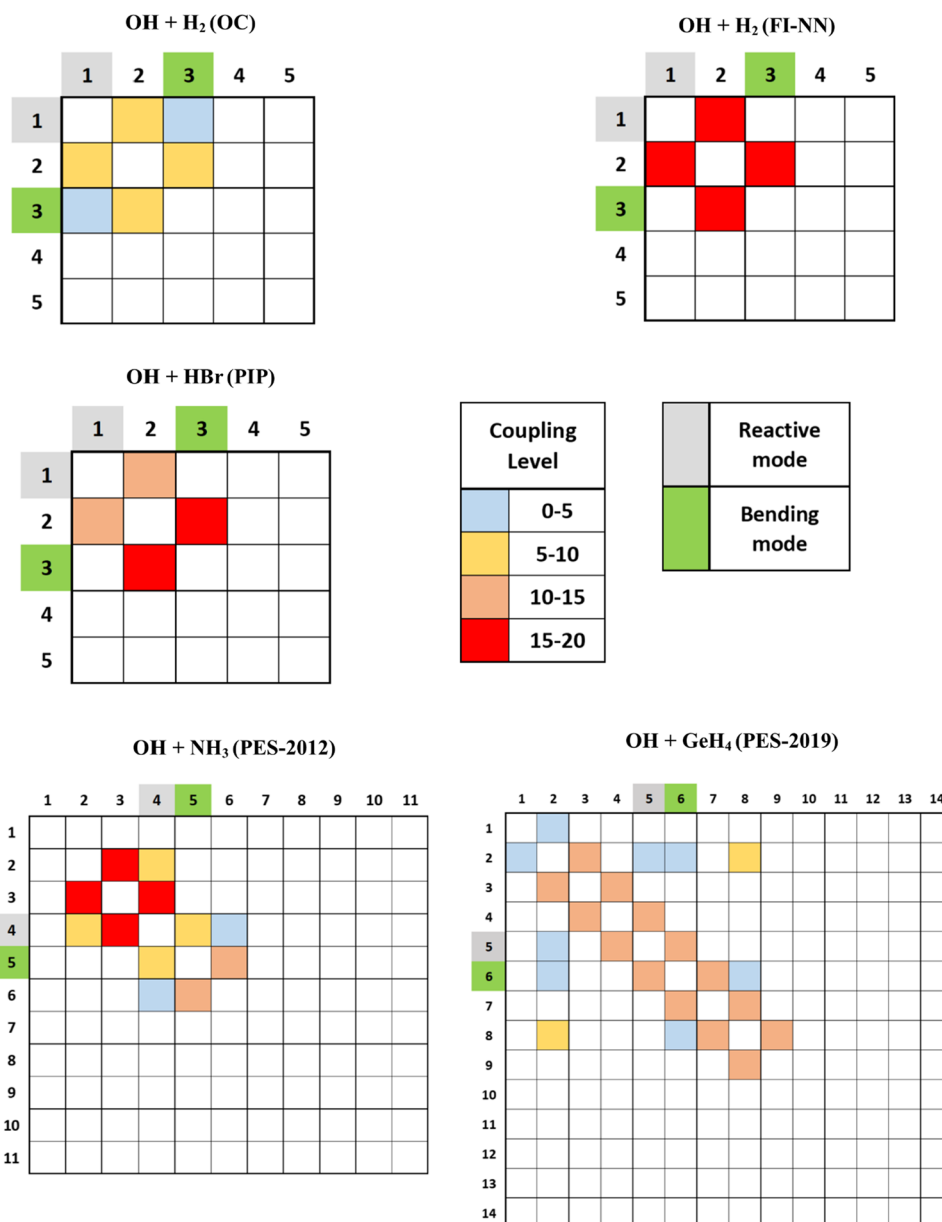 OH + H2 (OC)
OH + H2 (FI-NN)
1 2 3 4 5
1
2
3
4
5
1 2 3 4 5
1
2
3
4
5
OH + HBr (PIP)
1 2 3 4 5
1
2
3
4
5
Coupling
Level
0-5
5-10
10-15
15-20
Reactive
mode
Bending
mode
OH + NH3 (PES-2012)
1 2 3 4 5 6 7 8 9 10 11
1
2
3
4
5
6
7
8
9
10
11
OH + GeH4 (PES-2019)
1 2 3 4 5 6 7 8 9 10 11 12 13 14
1
2
3
4
5
6
7
8
9
10
11
12
13
14